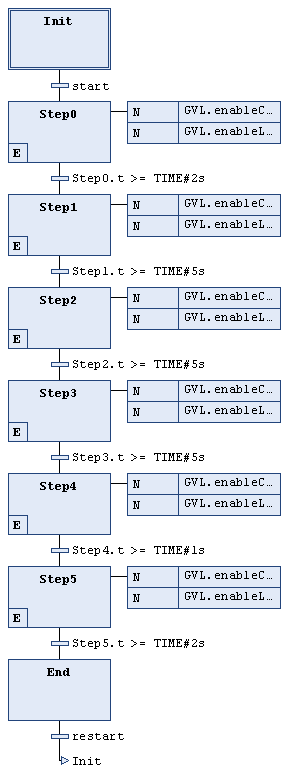 Init
start
Step0
N GVL.enableC...
N GVL.enableL...
E
Step0.t >= TIME#2s
Step1
N GVL.enableC...
N GVL.enableL...
E
Step1.t >= TIME#5s
Step2
N GVL.enableC...
N GVL.enableL...
E
Step2.t >= TIME#5s
Step3
N GVL.enableC...
N GVL.enableL...
E
Step3.t >= TIME#5s
Step4
N GVL.enableC...
N GVL.enableL...
E
Step4.t >= TIME#1s
Step5
N GVL.enableC...
N GVL.enableL...
E
Step5.t >= TIME#2s
End
restart
Init